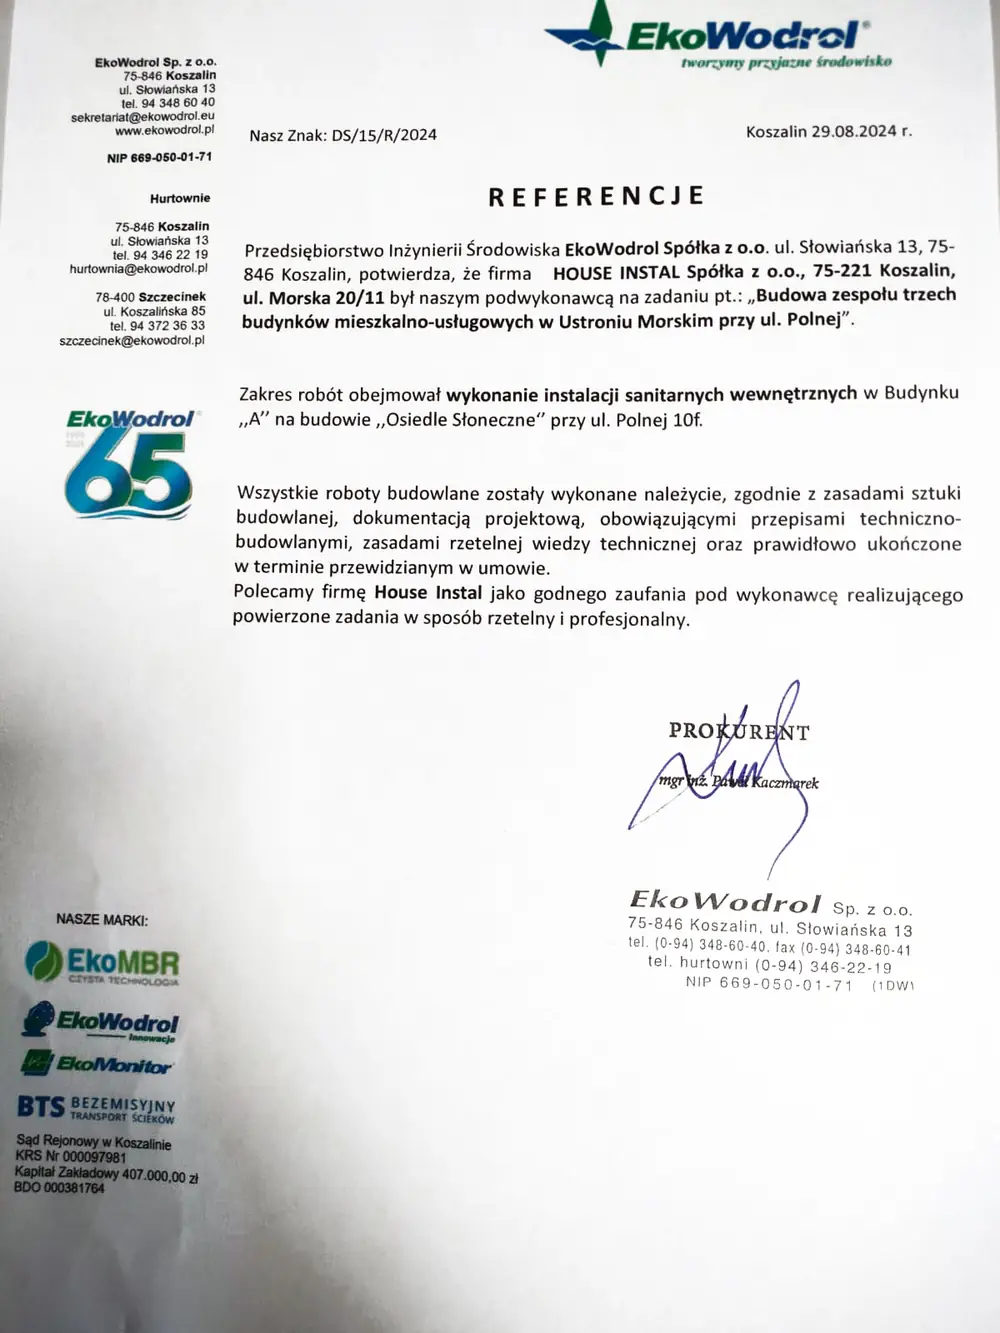 EkoWodrol®
tworzymy przyjazne środowisko
EkoWodrol Sp. z o.o.
75-846 Koszalin
ul. Słowiańska 13
tel. 94 348 60 40
sekretariat@ekowodrol.eu
www.ekowodrol.pl
NIP 669-050-01-71
Hurtownie
75-846 Koszalin
ul. Słowiańska 13
tel. 94 346 22 19
hurtownia@ekowodrol.pl
78-400 Szczecinek
ul. Koszalińska 85
tel. 94 372 36 33
szczecinek@ekowodrol.pl
EkoWodrol®
65
Nasz Znak: DS/15/R/2024
Koszalin 29.08.2024 r.
REFERENCJE
Przedsiębiorstwo Inżynierii Środowiska EkoWodrol Spółka z o.o. ul. Słowiańska 13, 75-
846 Koszalin, potwierdza, że firma HOUSE INSTAL Spółka z o.o., 75-221 Koszalin,
ul. Morska 20/11 był naszym podwykonawcą na zadaniu pt.: „Budowa zespołu trzech
budynków mieszkalno-usługowych w Ustroniu Morskim przy ul. Polnej”.
Zakres robót obejmował wykonanie instalacji sanitarnych wewnętrznych w Budynku
,,A” na budowie ,,Osiedle Słoneczne” przy ul. Polnej 10f.
Wszystkie roboty budowlane zostały wykonane należycie, zgodnie z zasadami sztuki
budowlanej, dokumentacją projektową, obowiązującymi przepisami techniczno-
budowlanymi, zasadami rzetelnej wiedzy technicznej oraz prawidłowo ukończone
w terminie przewidzianym w umowie.
Polecamy firmę House Instal jako godnego zaufania pod wykonawcę realizującego
powierzone zadania w sposób rzetelny i profesjonalny.
PROKURENT
mgr inż. Paweł Kaczmarek
EkoWodrol Sp. z o.o.
75-846 Koszalin, ul. Słowiańska 13
tel. (0-94) 348-60-40, fax (0-94) 348-60-41
tel. hurtowni (0-94) 346-22-19
NIP 669-050-01-71 (1DW)
NASZE MARKI:
EkoMBR
CZYSTA TECHNOLOGIA
EkoWodrol
Innowacje
EkoMonitor
BTS BEZEMISYJNY
TRANSPORT ŚCIEKÓW
Sąd Rejonowy w Koszalinie
KRS Nr 000097981
Kapitał Zakładowy 407.000,00 zł
BDO 000381764